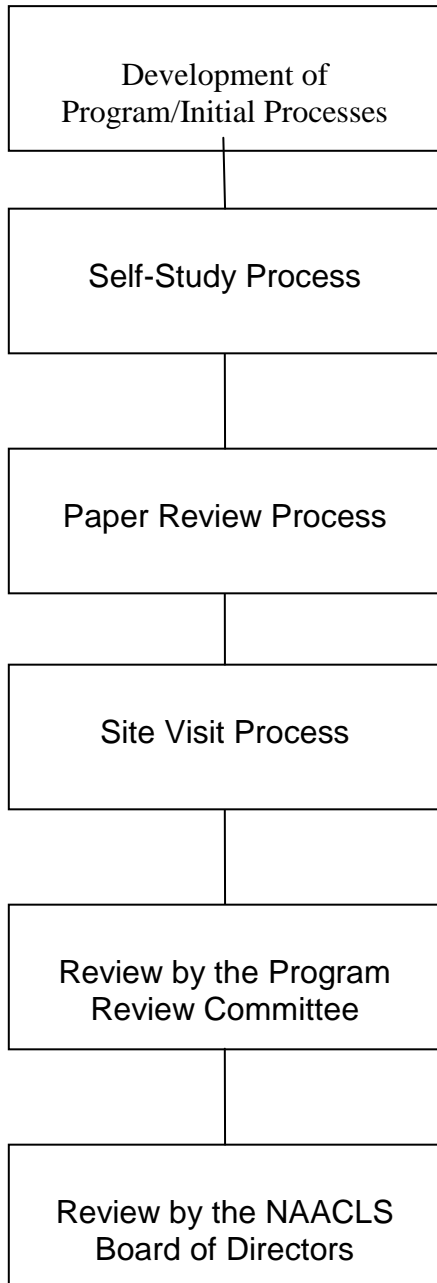 Development of
Program/Initial Processes
Self-Study Process
Paper Review Process
Site Visit Process
Review by the Program
Review Committee
Review by the NAACLS
Board of Directors